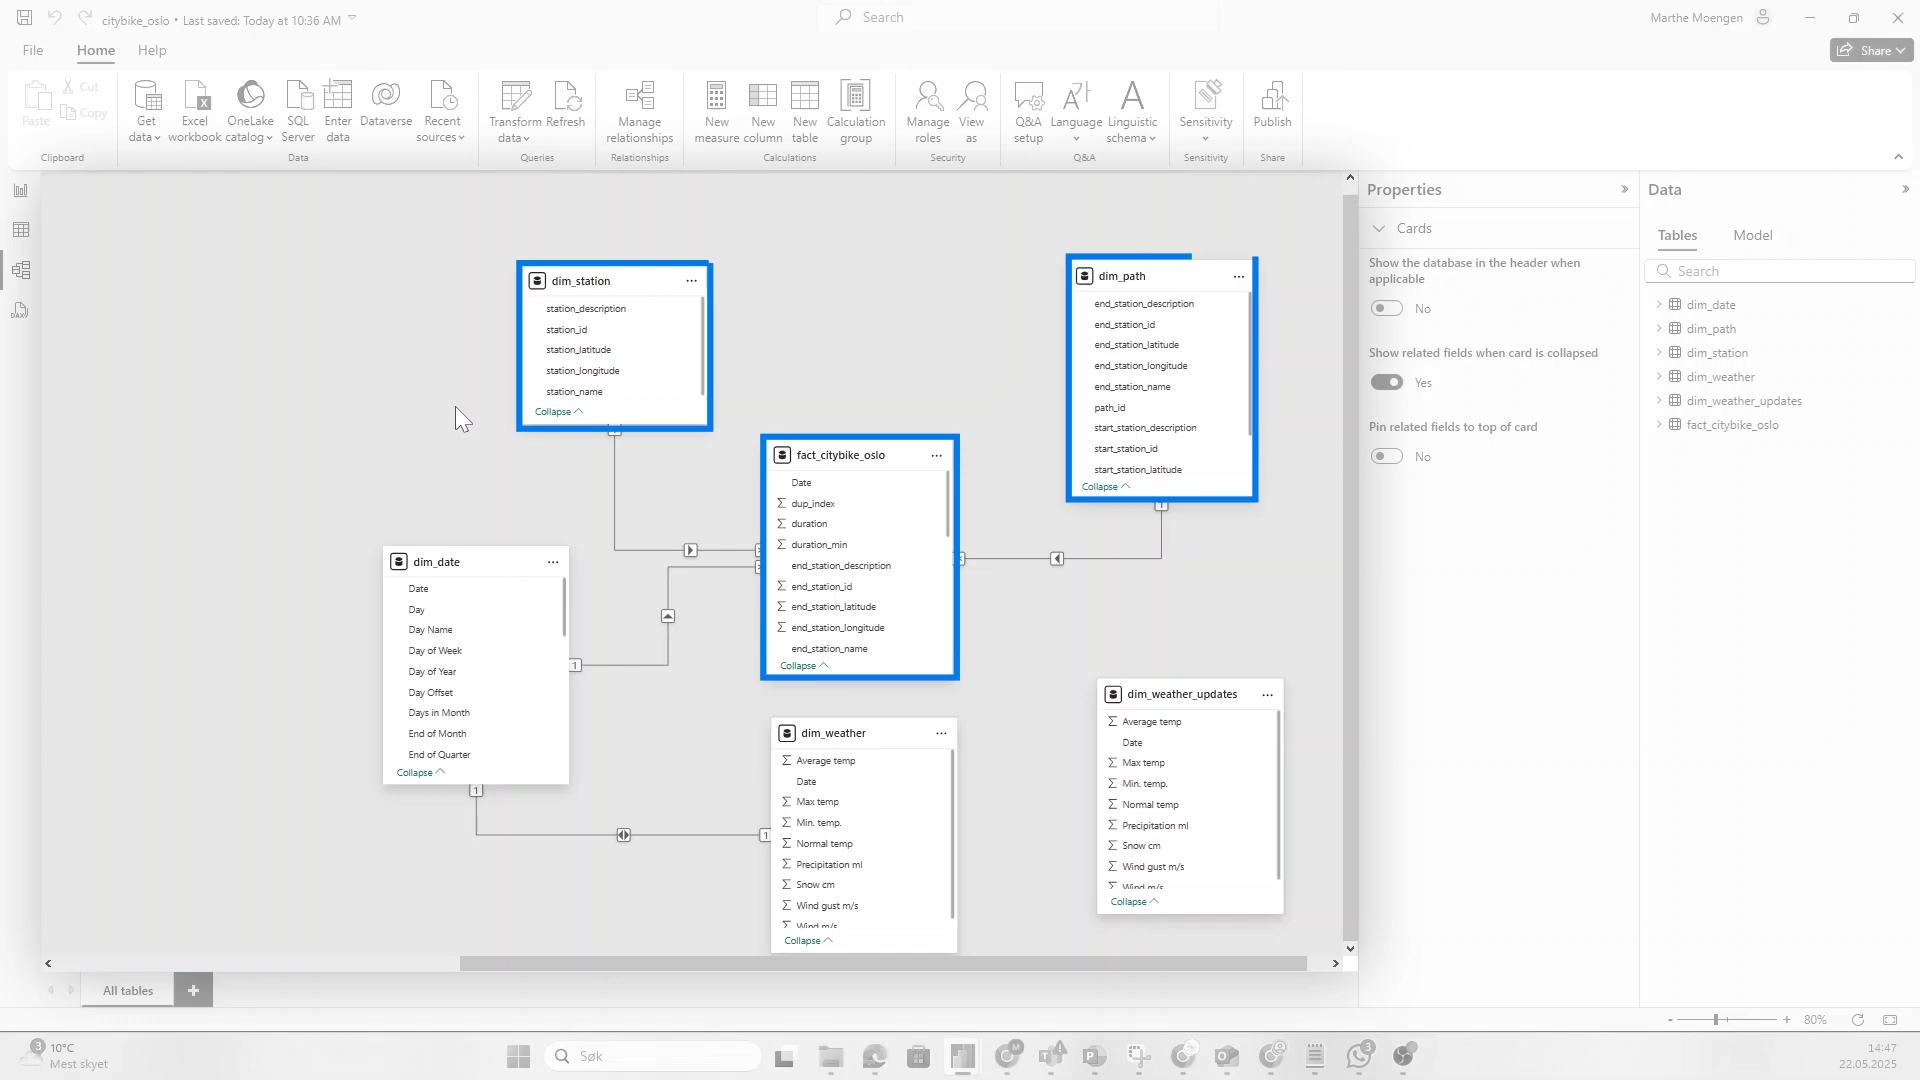 citybike_oslo • Last saved: Today at 10:36 AM
Search
Marthe Moengen
File
Home
Help
Share
Paste
Cut
Copy
Clipboard
Get data
Excel workbook
OneLake catalog
SQL Server
Enter data
Dataverse
Recent sources
Data
Transform data
Refresh
Queries
Manage relationships
Relationships
New measure
New column
New table
Calculation group
Calculations
Manage roles
View as
Security
Q&A setup
Language
Linguistic schema
Q&A
Sensitivity
Sensitivity
Publish
Share
dim_station
station_description
station_id
station_latitude
station_longitude
station_name
Collapse
1
dim_path
end_station_description
end_station_id
end_station_latitude
end_station_longitude
end_station_name
path_id
start_station_description
start_station_id
start_station_latitude
Collapse
1
fact_citybike_oslo
Date
dup_index
duration
duration_min
end_station_description
end_station_id
end_station_latitude
end_station_longitude
end_station_name
Collapse
dim_date
Date
Day
Day Name
Day of Week
Day of Year
Day Offset
Days in Month
End of Month
End of Quarter
Collapse
1
1
1
dim_weather
Average temp
Date
Max temp
Min. temp.
Normal temp
Precipitation ml
Snow cm
Wind gust m/s
Wind m/s
Collapse
dim_weather_updates
Average temp
Date
Max temp
Min. temp.
Normal temp
Precipitation ml
Snow cm
Wind gust m/s
Wind m/s
Collapse
Properties
Cards
Show the database in the header when
applicable
No
Show related fields when card is collapsed
Yes
Pin related fields to top of card
No
Data
Tables
Model
Search
dim_date
dim_path
dim_station
dim_weather
dim_weather_updates
fact_citybike_oslo
All tables
80%
3
10°C
Mest skyet
Søk
3
14:47
22.05.2025